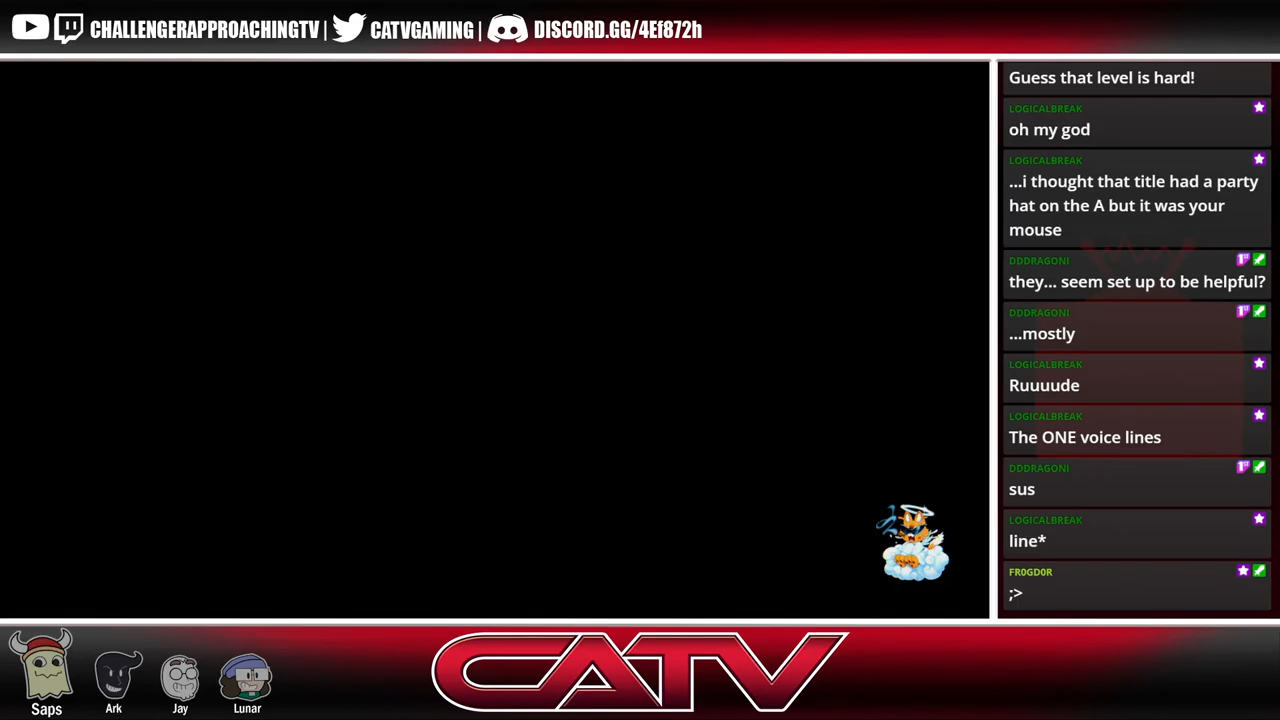 CHALLENGERAPPROACHINGTV | CATVGAMING | DISCORD.GG/4Ef872h
Guess that level is hard!
LOGICALBREAK
oh my god
LOGICALBREAK
...i thought that title had a party
hat on the A but it was your
mouse
DDDRAGONI
they... seem set up to be helpful?
DDDRAGONI
...mostly
LOGICALBREAK
Ruuuude
LOGICALBREAK
The ONE voice lines
DDDRAGONI
sus
LOGICALBREAK
line*
FR0GD0R
;>
CATV
Saps
Ark
Jay
Lunar